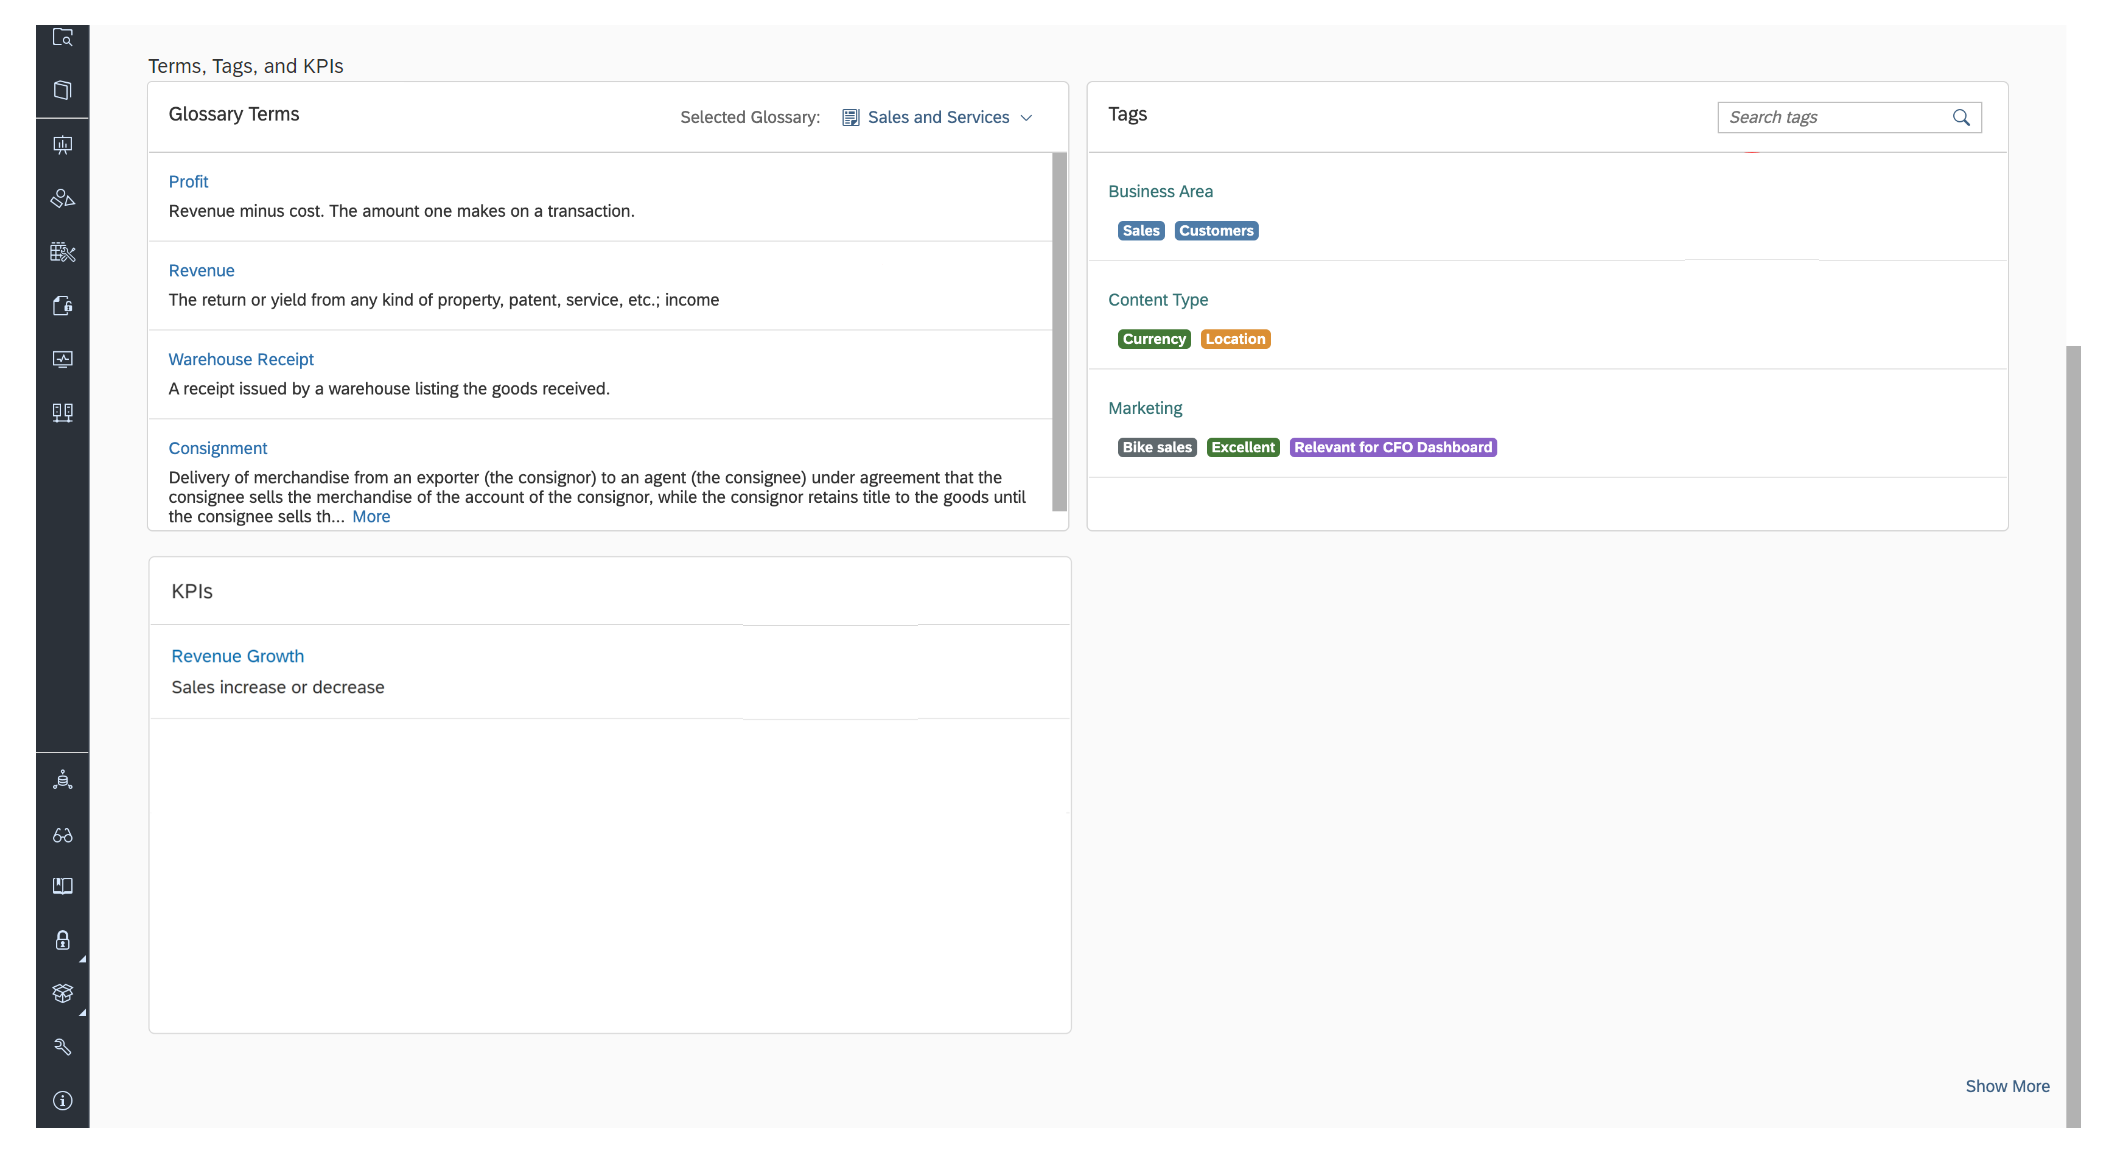 Terms, Tags, and KPIs
Glossary Terms
Selected Glossary: Sales and Services
Profit
Revenue minus cost. The amount one makes on a transaction.
Revenue
The return or yield from any kind of property, patent, service, etc.; income
Warehouse Receipt
A receipt issued by a warehouse listing the goods received.
Consignment
Delivery of merchandise from an exporter (the consignor) to an agent (the consignee) under agreement that the
consignee sells the merchandise of the account of the consignor, while the consignor retains title to the goods until
the consignee sells th... More
Tags
Search tags
Business Area
Sales Customers
Content Type
Currency Location
Marketing
Bike sales Excellent Relevant for CFO Dashboard
KPIs
Revenue Growth
Sales increase or decrease
Show More